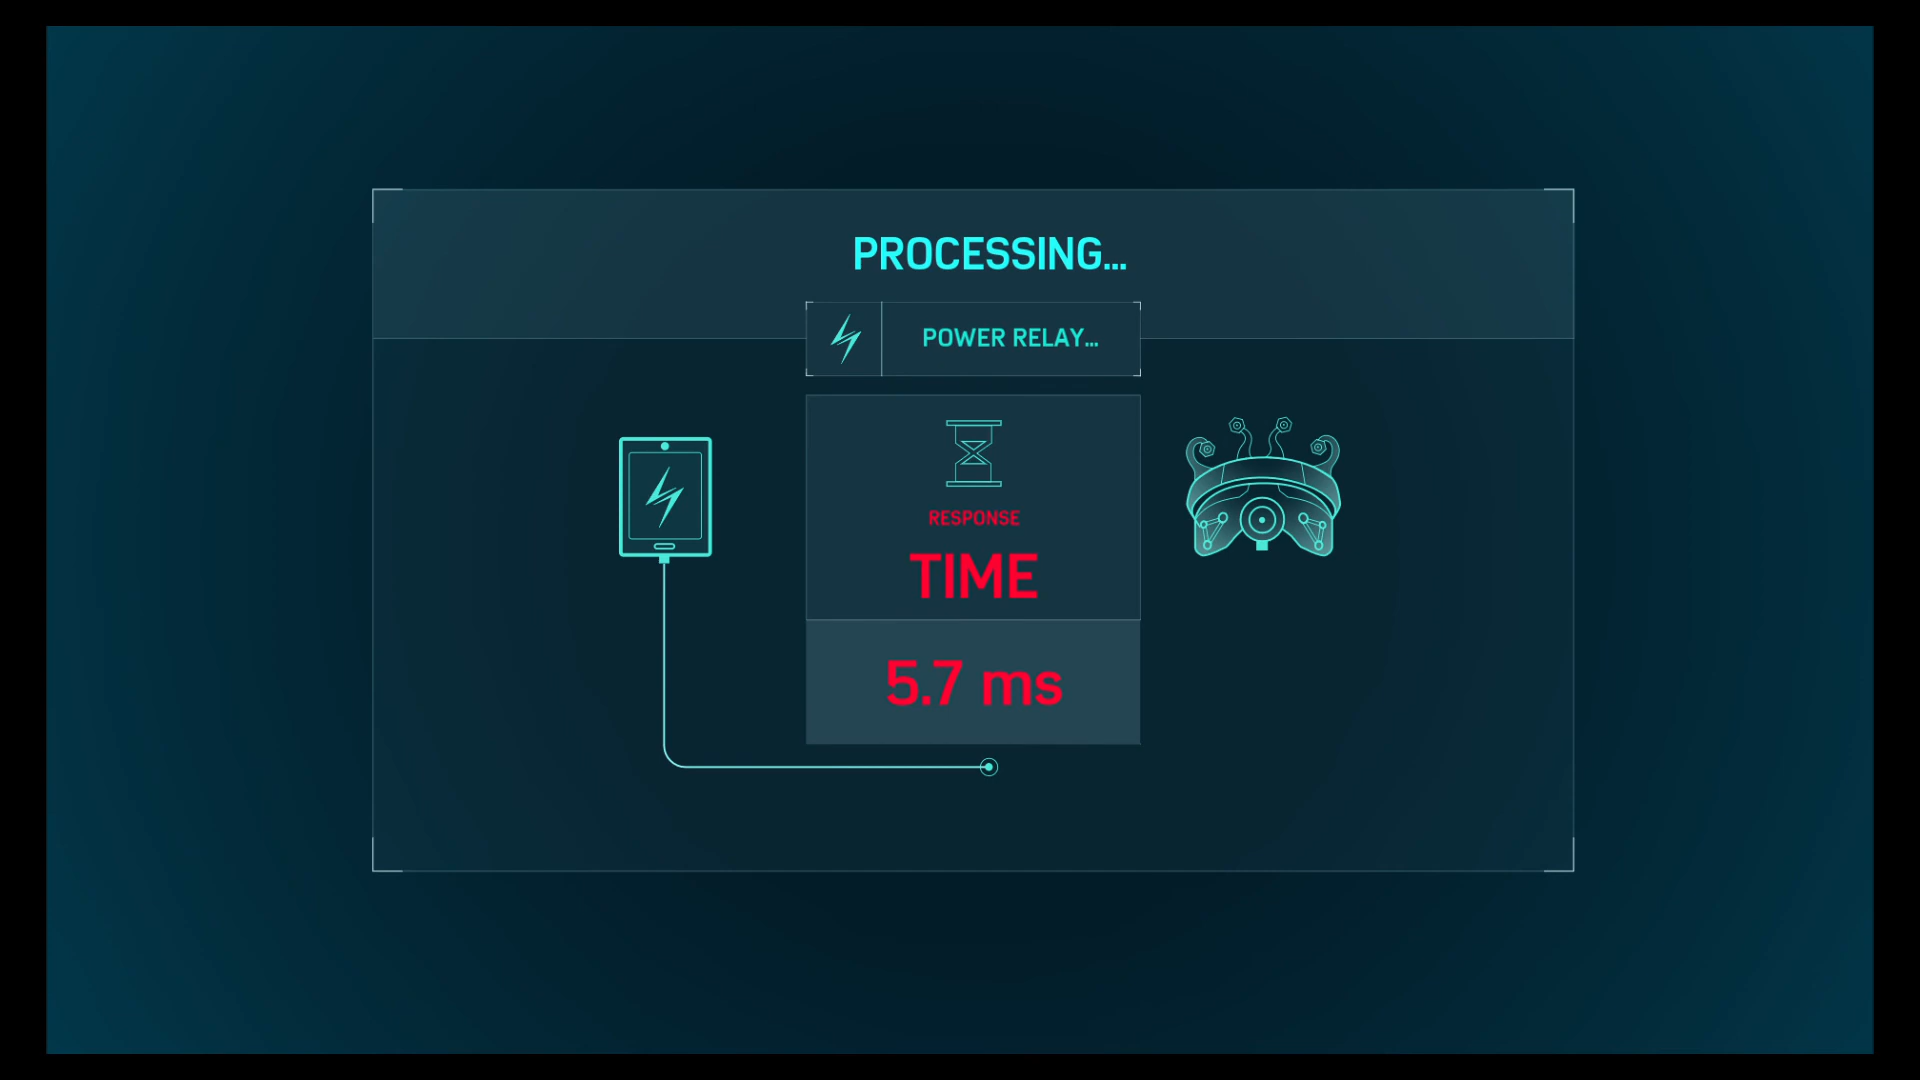 PROCESSING...
POWER RELAY...
RESPONSE
TIME
5.7 ms